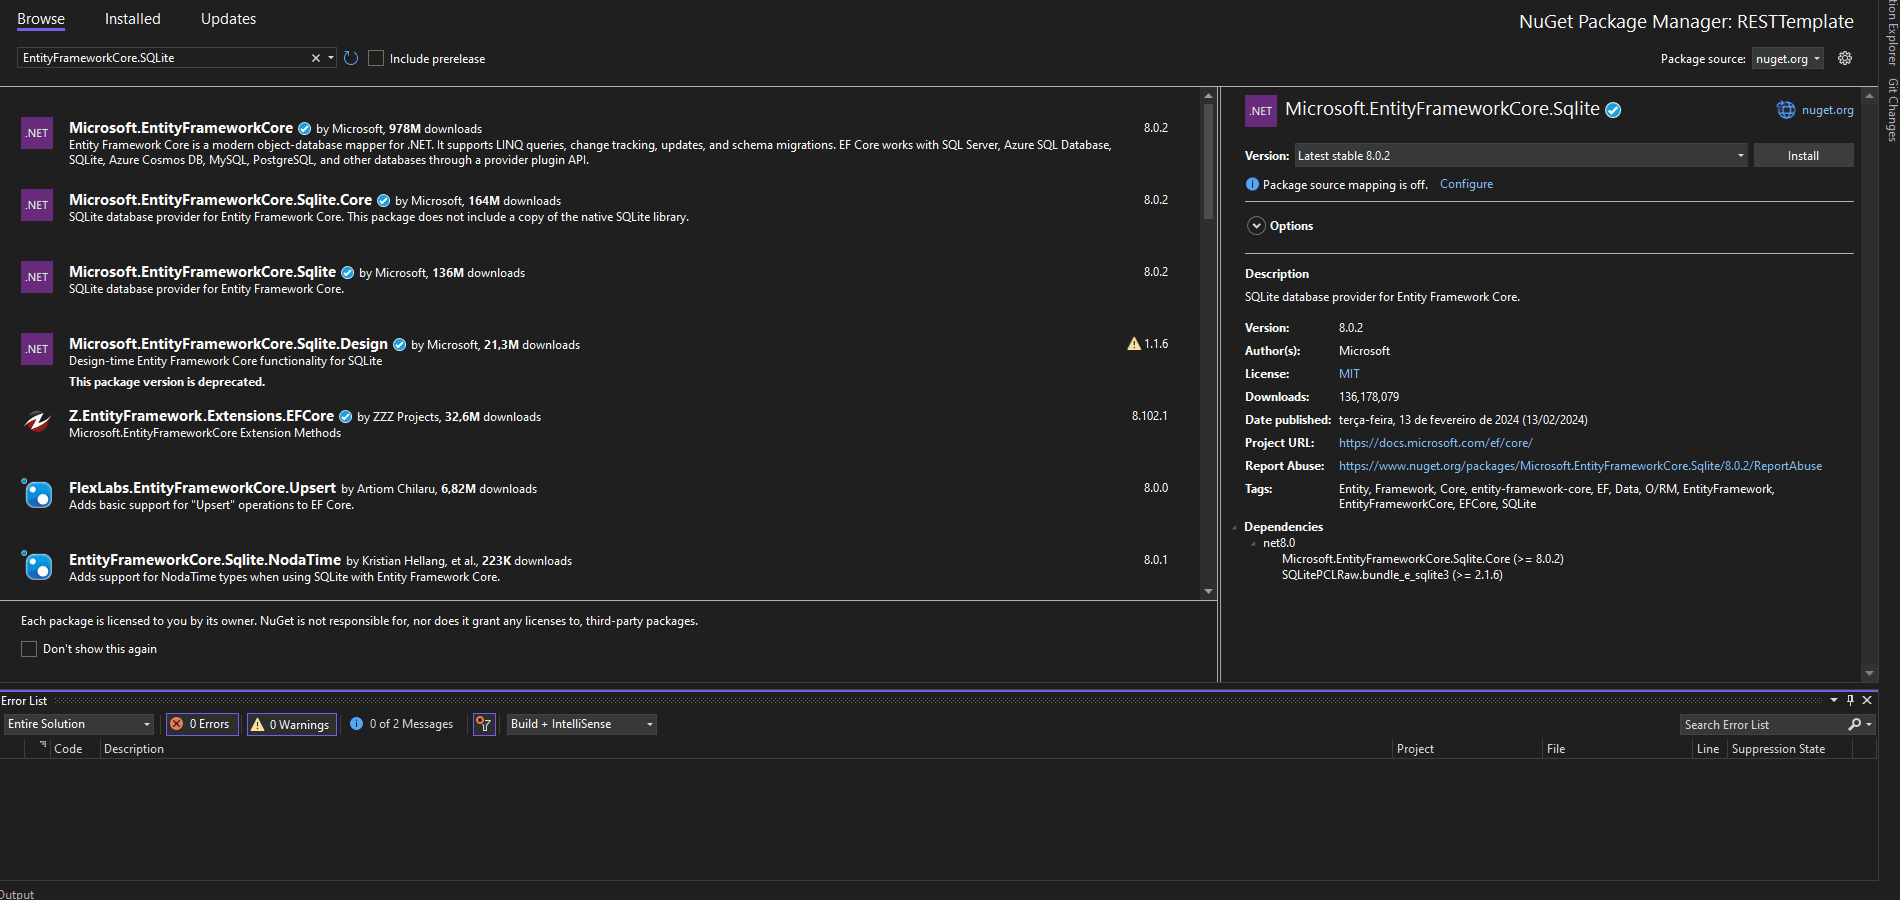 Browse Installed Updates
NuGet Package Manager: RESTTemplate
EntityFrameworkCore.SQLite
Include prerelease
Package source: nuget.org
.NET
Microsoft.EntityFrameworkCore by Microsoft, 978M downloads 8.0.2
Entity Framework Core is a modern object-database mapper for .NET. It supports LINQ queries, change tracking, updates, and schema migrations. EF Core works with SQL Server, Azure SQL Database,
SQLite, Azure Cosmos DB, MySQL, PostgreSQL, and other databases through a provider plugin API.
.NET
Microsoft.EntityFrameworkCore.Sqlite.Core by Microsoft, 164M downloads 8.0.2
SQLite database provider for Entity Framework Core. This package does not include a copy of the native SQLite library.
.NET
Microsoft.EntityFrameworkCore.Sqlite by Microsoft, 136M downloads 8.0.2
SQLite database provider for Entity Framework Core.
.NET
Microsoft.EntityFrameworkCore.Sqlite.Design by Microsoft, 21,3M downloads 1.1.6
Design-time Entity Framework Core functionality for SQLite
This package version is deprecated.
Z.EntityFramework.Extensions.EFCore by ZZZ Projects, 32,6M downloads 8.102.1
Microsoft.EntityFrameworkCore Extension Methods
FlexLabs.EntityFrameworkCore.Upsert by Artiom Chilaru, 6,82M downloads 8.0.0
Adds basic support for "Upsert" operations to EF Core.
EntityFrameworkCore.Sqlite.NodaTime by Kristian Hellang, et al., 223K downloads 8.0.1
Adds support for NodaTime types when using SQLite with Entity Framework Core.
Each package is licensed to you by its owner. NuGet is not responsible for, nor does it grant any licenses to, third-party packages.
Don't show this again
.NET
Microsoft.EntityFrameworkCore.Sqlite
nuget.org
Version: Latest stable 8.0.2 Install
Package source mapping is off. Configure
Options
Description
SQLite database provider for Entity Framework Core.
Version: 8.0.2
Author(s): Microsoft
License: MIT
Downloads: 136,178,079
Date published: terça-feira, 13 de fevereiro de 2024 (13/02/2024)
Project URL: https://docs.microsoft.com/ef/core/
Report Abuse: https://www.nuget.org/packages/Microsoft.EntityFrameworkCore.Sqlite/8.0.2/ReportAbuse
Tags: Entity, Framework, Core, entity-framework-core, EF, Data, O/RM, EntityFramework,
EntityFrameworkCore, EFCore, SQLite
Dependencies
net8.0
Microsoft.EntityFrameworkCore.Sqlite.Core (>= 8.0.2)
SQLitePCLRaw.bundle_e_sqlite3 (>= 2.1.6)
Explorer
Git Changes
Error List
Entire Solution 0 Errors 0 Warnings 0 of 2 Messages Build + IntelliSense Search Error List
Code Description Project File Line Suppression State
Output